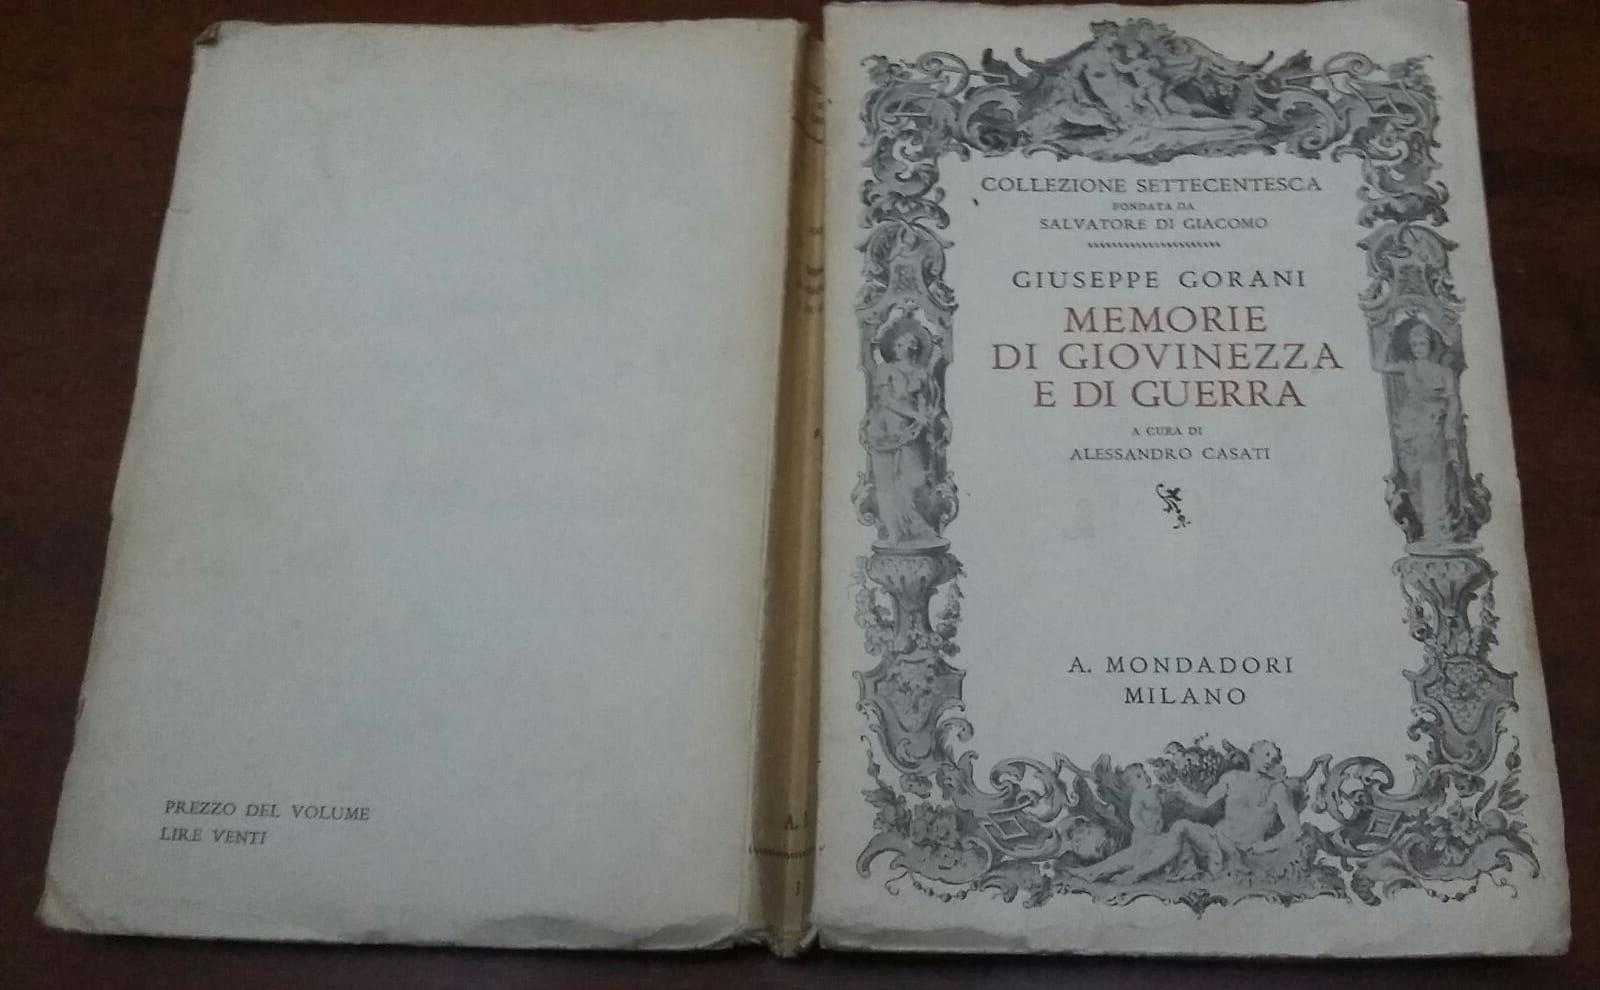 PREZZO DEL VOLUME
LIRE VENTI
COLLEZIONE SETTECENTESCA
FONDATA DA
SALVATORE DI GIACOMO
GIUSEPPE GORANI
MEMORIE
DI GIOVINEZZA
E DI GUERRA
A CURA DI
ALESSANDRO CASATI
A. MONDADORI
MILANO